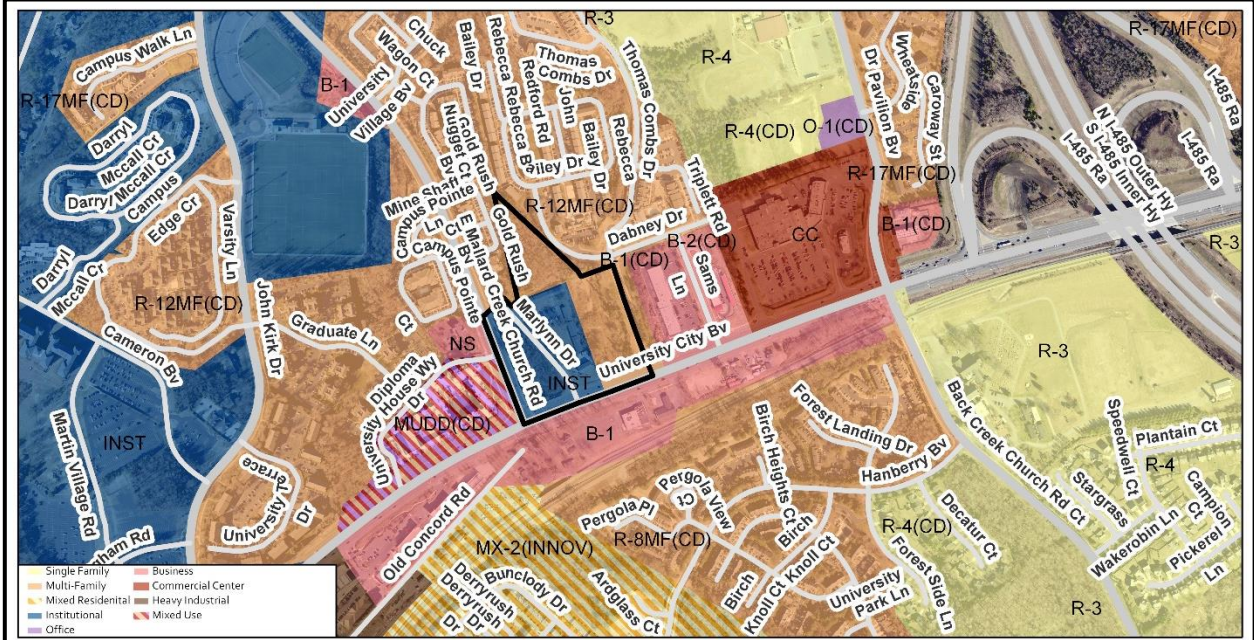 R-3
R-17MF(CD)
Campus Walk Ln
Chuck
Wagon Ct
Bailey Dr
Rebecca
Rebecca Bailey Dr
Redford Rd
Thomas
Combs Dr
Thomas Combs Dr
R-4
Dr Pavilion Bv
Wheatside
Caroway St
I-485 Ra
R-17MF(CD)
B-1
University
Village Bv
John
Bailey
Dr
Rebecca
R-4(CD)
O-1(CD)
N I-485 Outer Hy
S I-485 Inner Hy
I-485 Ra
I-485 Ra
Darryl
Mccall Cr
Darryl Mccall Cr
Campus
Edge Cr
Nugget Ct
Gold Rush
Bv
Mine Shaft
Campus Pointe
Ln
Ct
R-12MF(CD)
Triplett Rd
R-17MF(CD)
Dabney Dr
B-1(CD)
B-2(CD)
CC
B-1(CD)
R-3
Varsity Ln
Darryl
Mccall Cr
R-12MF(CD)
John Kirk Dr
Campus Pointe
Ct
E Mallard Creek Church Rd
Gold Rush
Bv
Marlynn Dr
Sams
Ln
University City Bv
Cameron Bv
Graduate Ln
NS
INST
Diploma
Dr
University House Wy
MUDD(CD)
B-1
R-3
Martin Village Rd
INST
University Terrace
Dr
Old Concord Rd
Birch Heights Ct
Forest Landing Dr
Hanberry Bv
Back Creek Church Rd
Ct
Speedwell Ct
Plantain Ct
R-4
Stargrass
Campion
Ct
Pergola View
Ct
Pergola Pl
R-8MF(CD)
Birch
Knoll Ct
Birch
Knoll Ct
R-4(CD)
Decatur Ct
Wakerobin Ln
Pickerel
Ln
MX-2(INNOV)
Bunclody Dr
Derryrush
Dr
Derryrush
Dr
Ardglass Ct
University
Park Ln
Forest Side Ln
R-3
Single Family
Multi-Family
Mixed Residenital
Institutional
Office
Business
Commercial Center
Heavy Industrial
Mixed Use